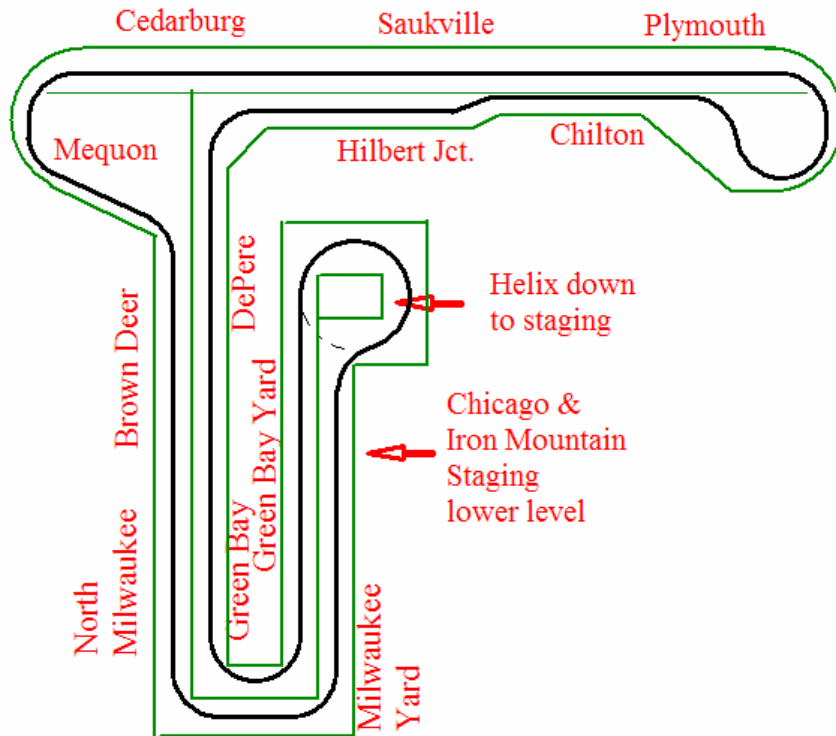 Cedarburg
Saukville
Plymouth
Mequon
Hilbert Jct.
Chilton
DePere
Helix down
to staging
Brown Deer
Green Bay Yard
Chicago &
Iron Mountain
Staging
lower level
Green Bay
North
Milwaukee
Milwaukee
Yard